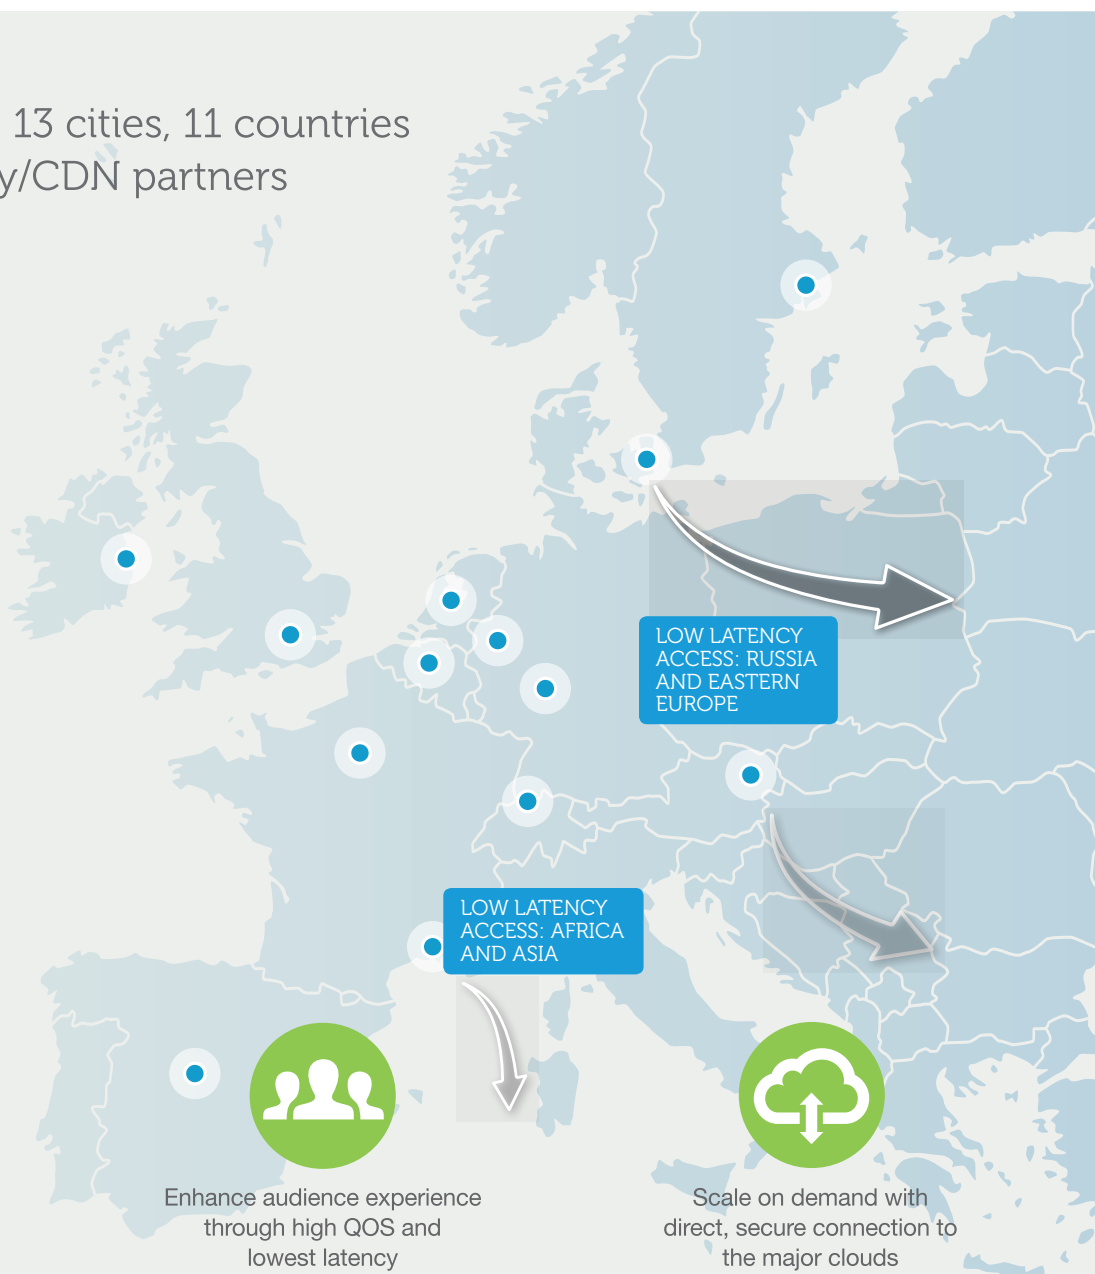 13 cities, 11 countries
y/CDN partners
LOW LATENCY
ACCESS: RUSSIA
AND EASTERN
EUROPE
LOW LATENCY
ACCESS: AFRICA
AND ASIA
Enhance audience experience
through high QOS and
lowest latency
Scale on demand with
direct, secure connection to
the major clouds